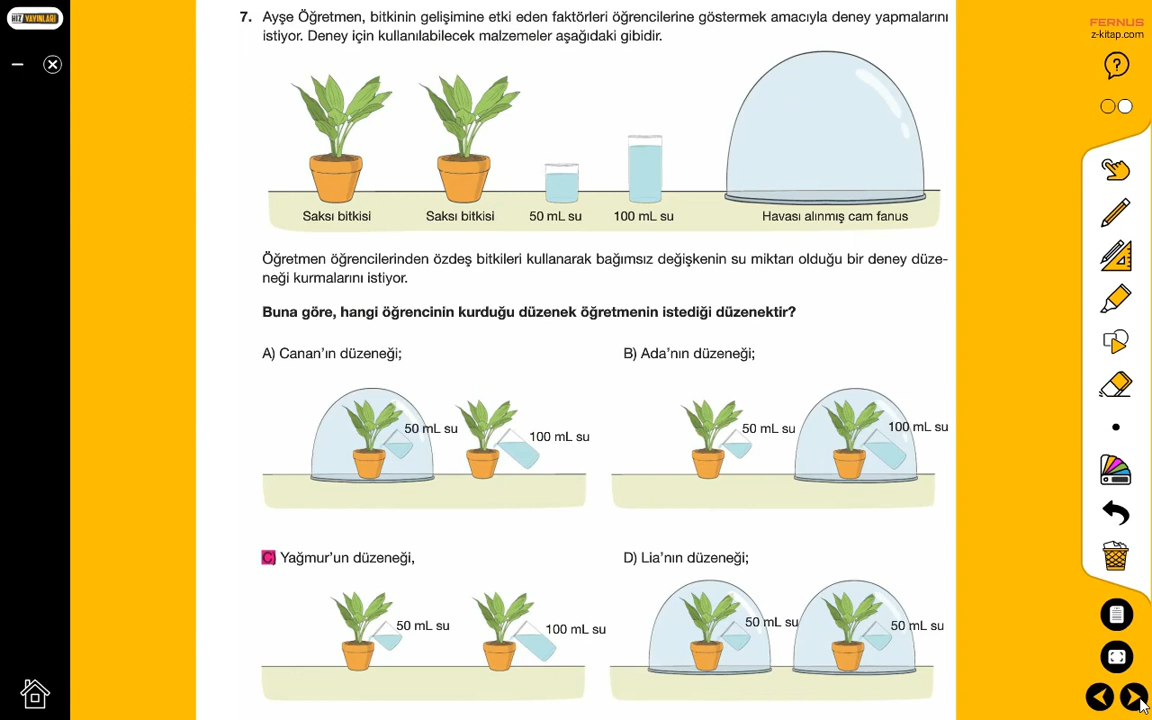 HIZ YAYINLARI
FERNUS
z-kitap.com
7. Ayşe Öğretmen, bitkinin gelişimine etki eden faktörleri öğrencilerine göstermek amacıyla deney yapmalarını
istiyor. Deney için kullanılabilecek malzemeler aşağıdaki gibidir.
Saksı bitkisi
Saksı bitkisi
50 mL su
100 mL su
Havası alınmış cam fanus
Öğretmen öğrencilerinden özdeş bitkileri kullanarak bağımsız değişkenin su miktarı olduğu bir deney düze-
neği kurmalarını istiyor.
Buna göre, hangi öğrencinin kurduğu düzenek öğretmenin istediği düzenektir?
A) Canan’ın düzeneği;
50 mL su
100 mL su
B) Ada’nın düzeneği;
50 mL su
100 mL su
C) Yağmur’un düzeneği,
50 mL su
100 mL su
D) Lia’nın düzeneği;
50 mL su
50 mL su